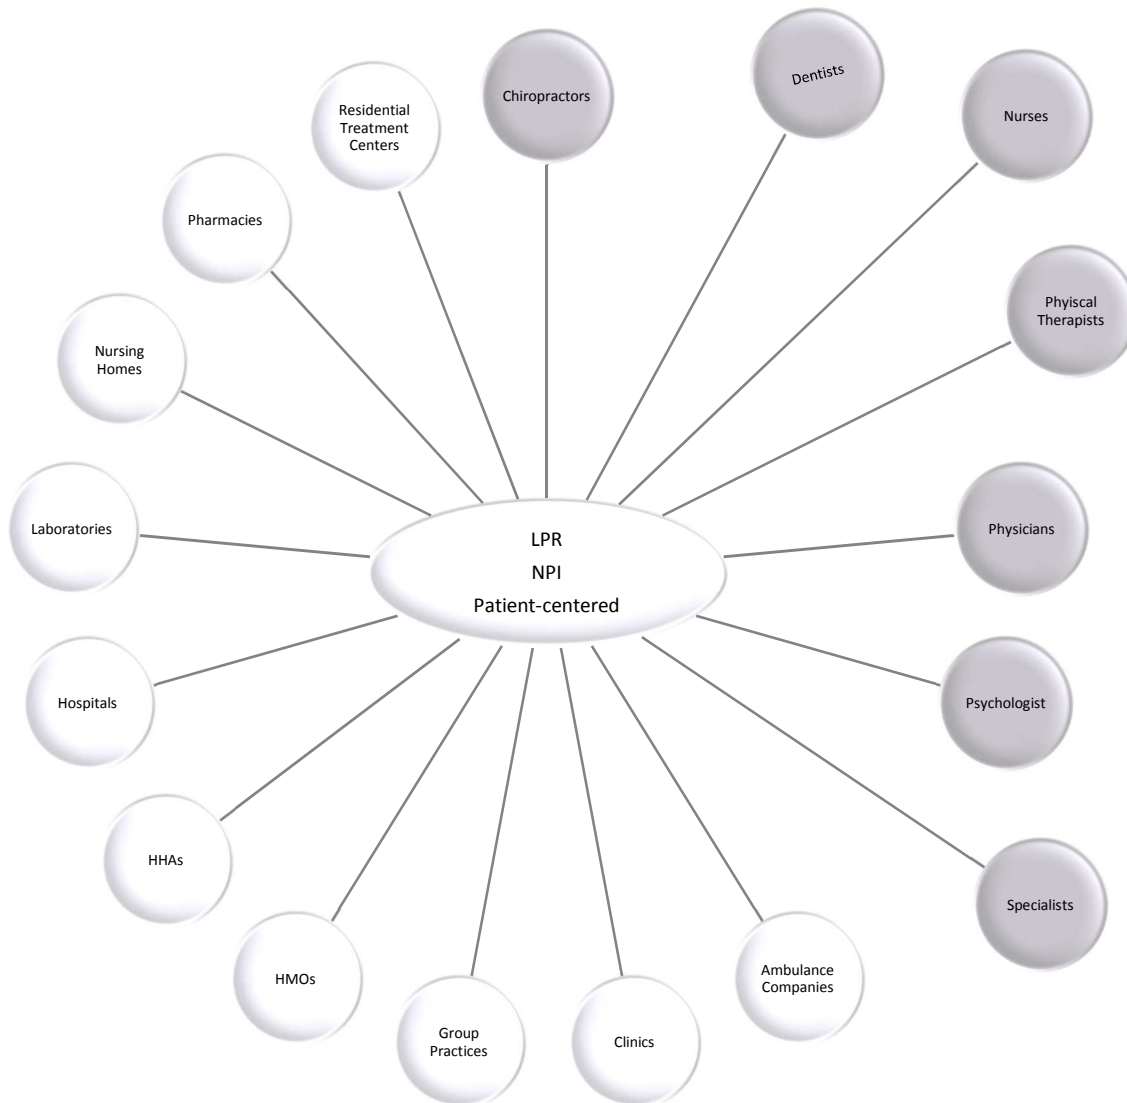 Chiropractors
Dentists
Nurses
Phyiscal
Therapists
Physicians
Psychologist
Specialists
Ambulance
Companies
Clinics
Group
Practices
HMOs
HHAs
Hospitals
Laboratories
Nursing
Homes
Pharmacies
Residential
Treatment
Centers
LPR
NPI
Patient-centered